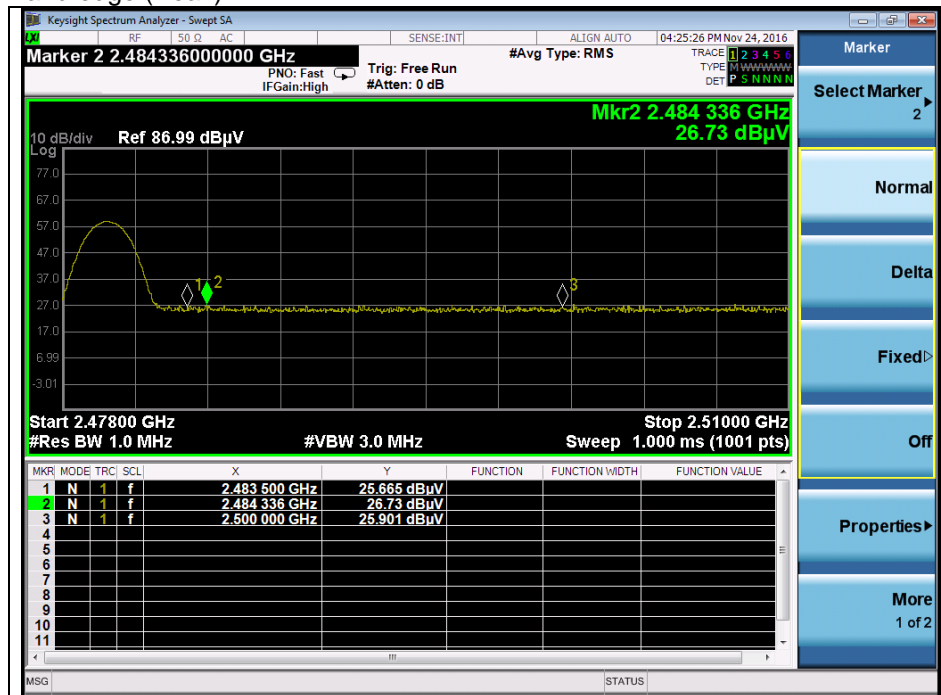 Keysight Spectrum Analyzer - Swept SA
LXI RF 50 Ω AC SENSE:INT ALIGN AUTO 04:25:26 PM Nov 24, 2016
Marker 2 2.484336000000 GHz
PNO: Fast
IFGain:High
Trig: Free Run
#Atten: 0 dB
#Avg Type: RMS
TRACE 1 2 3 4 5 6
TYPE M WWWWW
DET P S N N N N
Mkr2 2.484 336 GHz
26.73 dBµV
10 dB/div Ref 86.99 dBµV
Log
77.0
67.0
57.0
47.0
37.0
27.0
17.0
6.99
-3.01
1 2 3
Start 2.47800 GHz
Stop 2.51000 GHz
#Res BW 1.0 MHz
#VBW 3.0 MHz
Sweep 1.000 ms (1001 pts)
MKR MODE TRC SCL X Y FUNCTION FUNCTION WIDTH FUNCTION VALUE
1 N 1 f 2.483 500 GHz 25.665 dBµV
2 N 1 f 2.484 336 GHz 26.73 dBµV
3 N 1 f 2.500 000 GHz 25.901 dBµV
4
5
6
7
8
9
10
11
MSG
STATUS
Marker
Select Marker
2
Normal
Delta
Fixed
Off
Properties
More
1 of 2